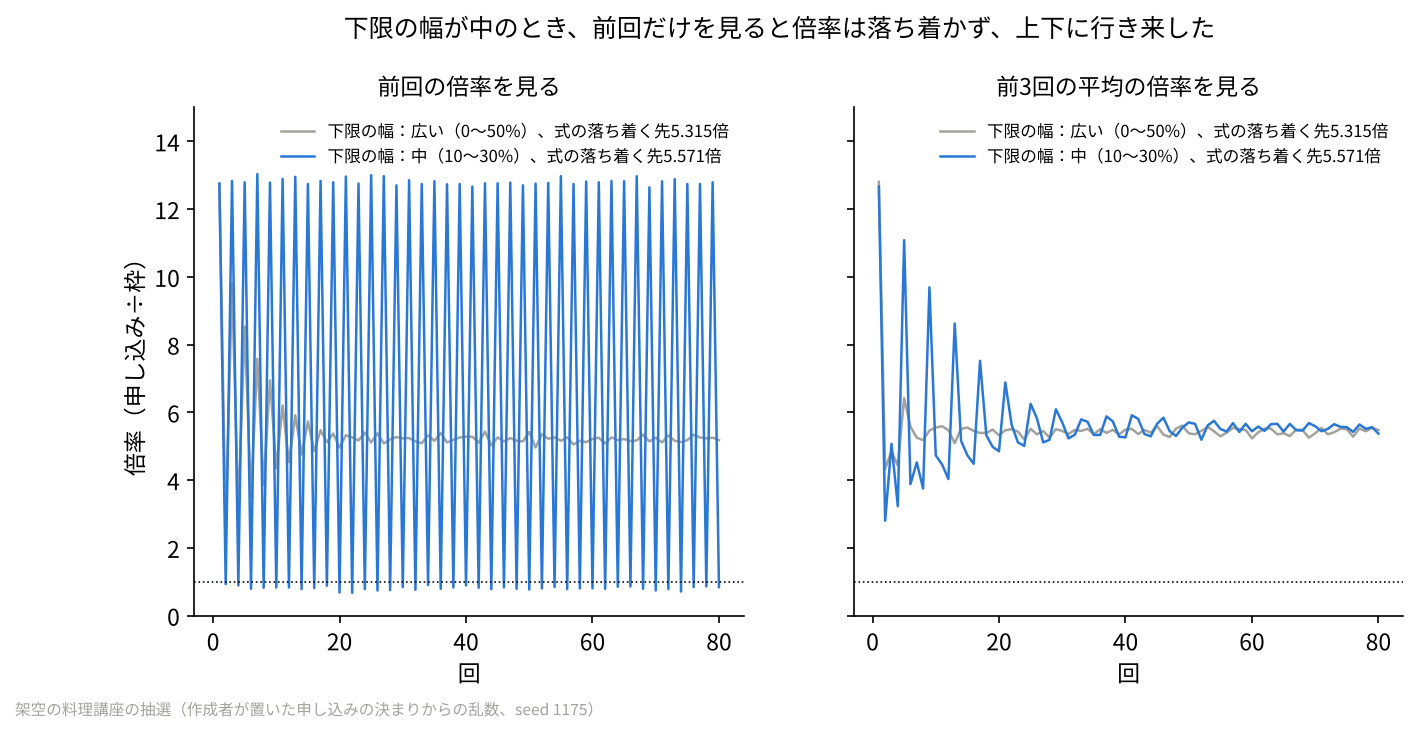 下限の幅が中のとき、前回だけを見ると倍率は落ち着かず、上下に行き来した
前回の倍率を見る
下限の幅：広い（0〜50%）、式の落ち着く先5.315倍
下限の幅：中（10〜30%）、式の落ち着く先5.571倍
倍率（申し込み÷枠）
14
12
10
8
6
4
2
0
0 20 40 60 80
回
前3回の平均の倍率を見る
下限の幅：広い（0〜50%）、式の落ち着く先5.315倍
下限の幅：中（10〜30%）、式の落ち着く先5.571倍
0 20 40 60 80
回
架空の料理講座の抽選（作成者が置いた申し込みの決まりからの乱数、seed 1175）